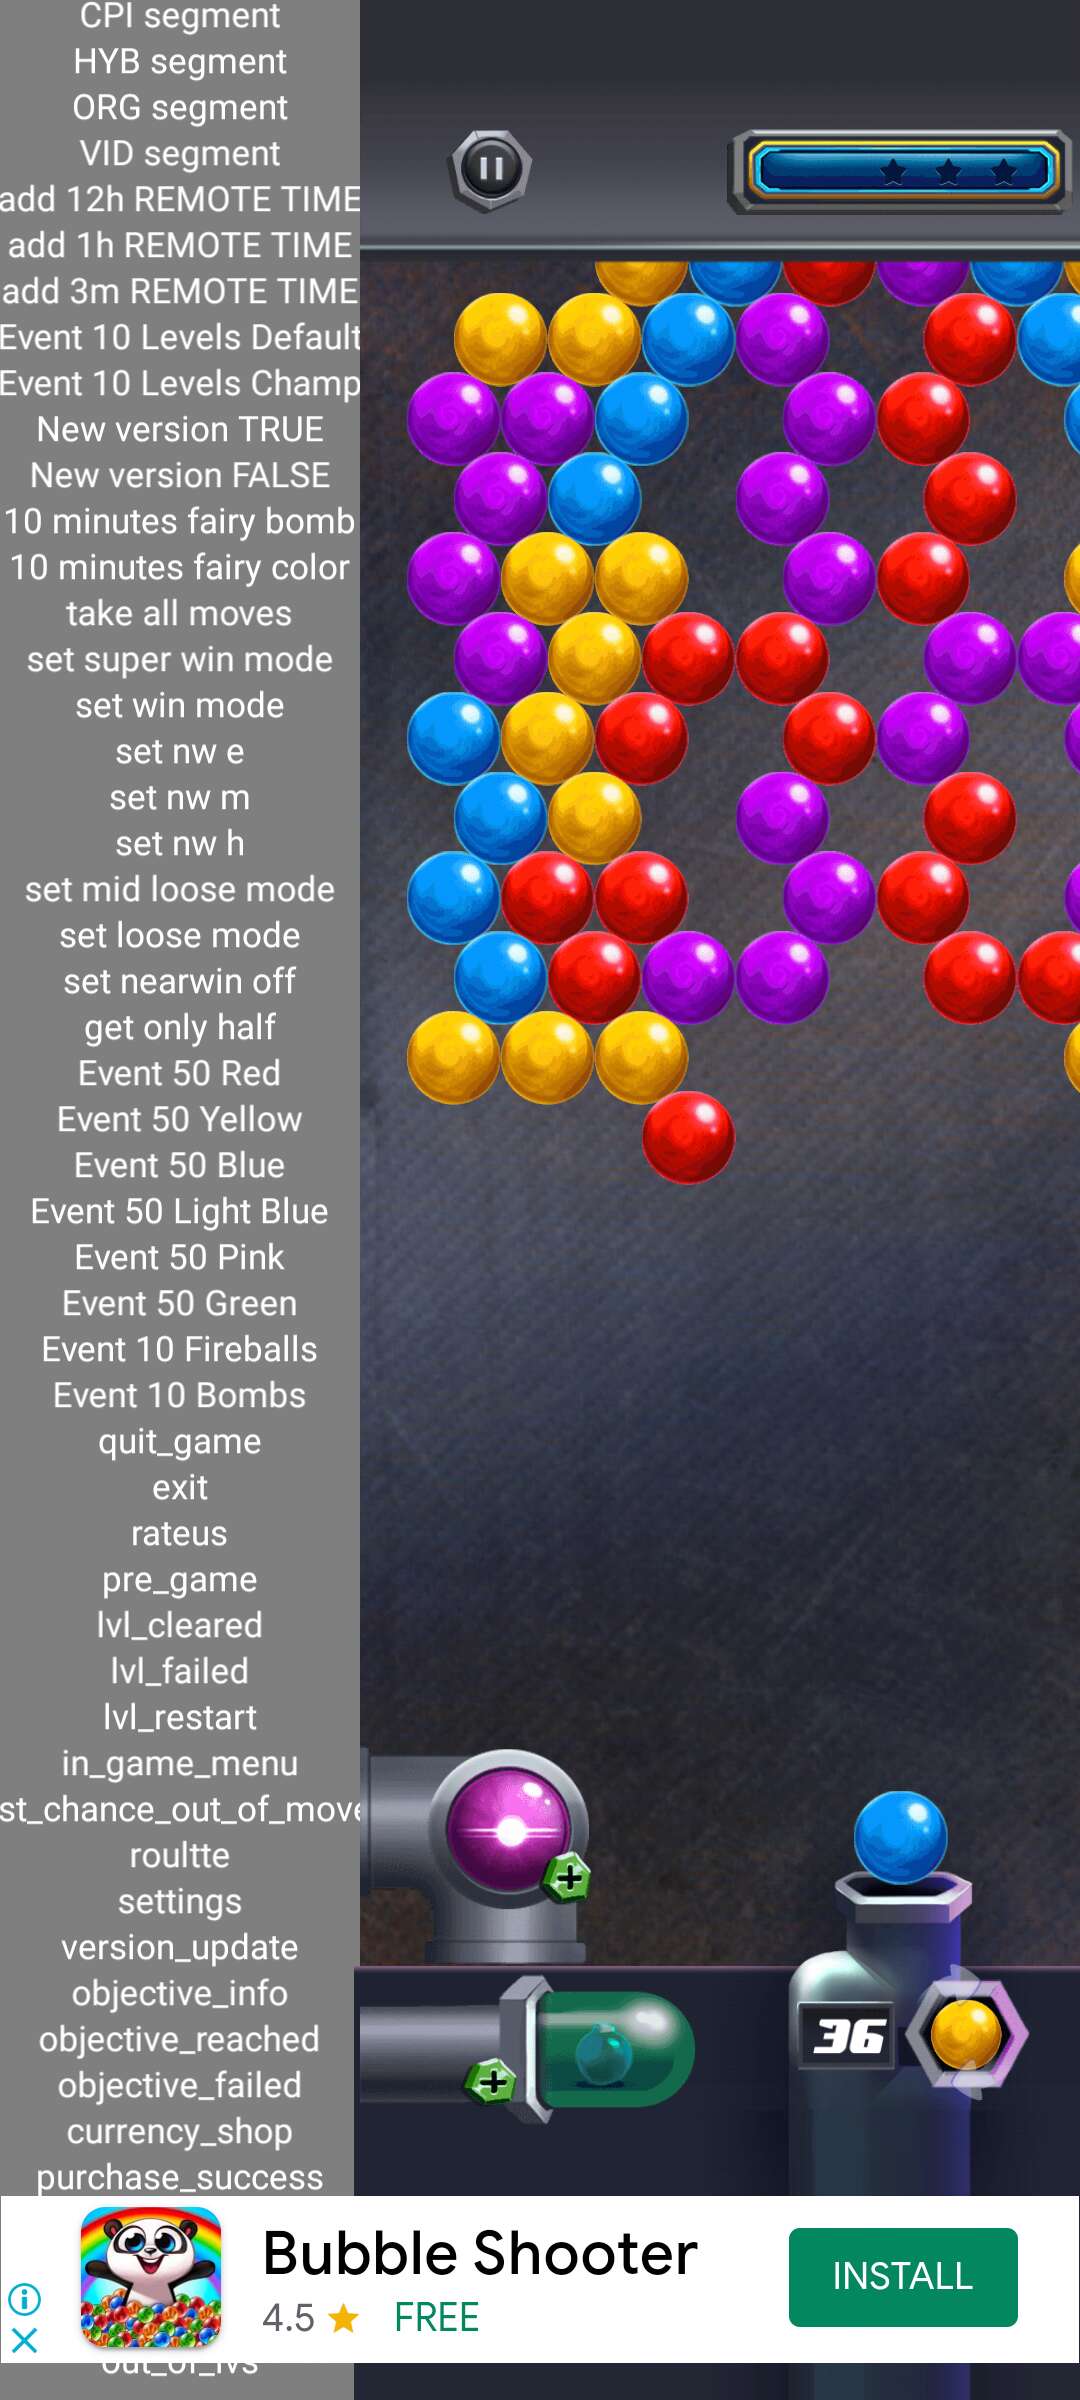 CPI segment
HYB segment
ORG segment
VID segment
add 12h REMOTE TIME
add 1h REMOTE TIME
add 3m REMOTE TIME
Event 10 Levels Default
Event 10 Levels Champ
New version TRUE
New version FALSE
10 minutes fairy bomb
10 minutes fairy color
take all moves
set super win mode
set win mode
set nw e
set nw m
set nw h
set mid loose mode
set loose mode
set nearwin off
get only half
Event 50 Red
Event 50 Yellow
Event 50 Blue
Event 50 Light Blue
Event 50 Pink
Event 50 Green
Event 10 Fireballs
Event 10 Bombs
quit_game
exit
rateus
pre_game
lvl_cleared
lvl_failed
lvl_restart
in_game_menu
st_chance_out_of_move
roultte
settings
version_update
objective_info
objective_reached
objective_failed
currency_shop
purchase_success
36
Bubble Shooter
4.5 ★ FREE
INSTALL
out_of_lvs